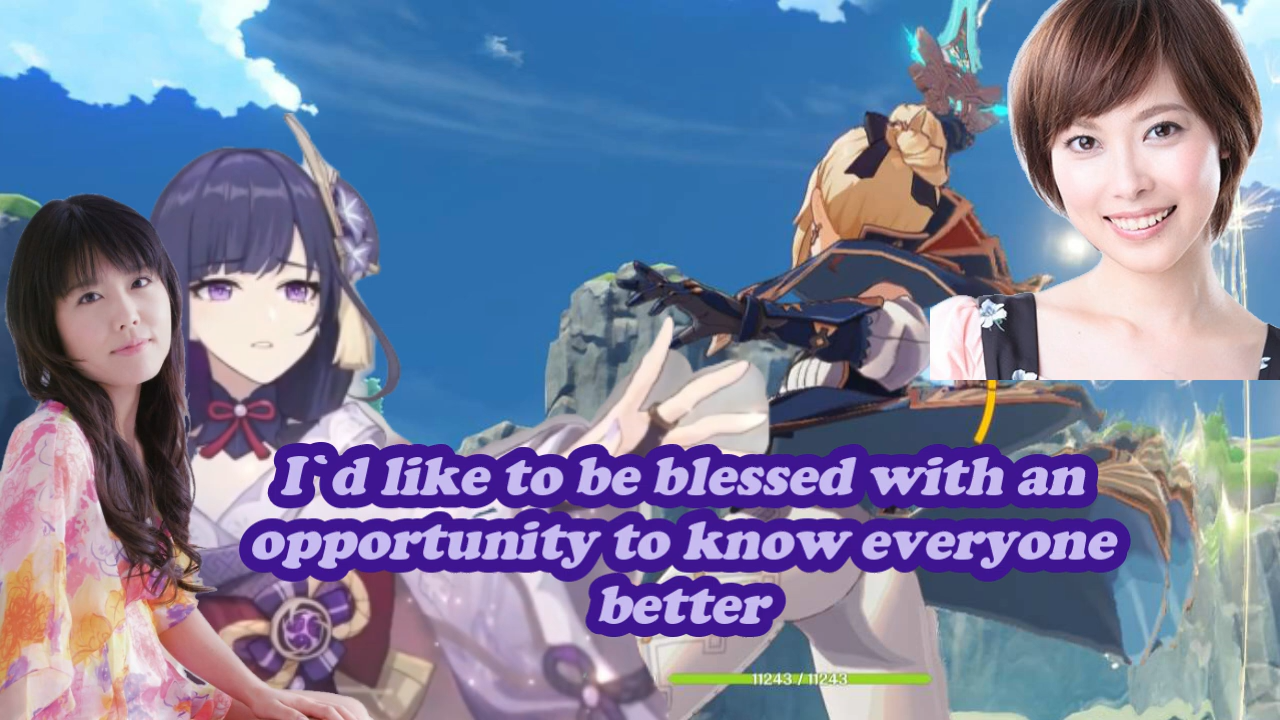 I`d like to be blessed with an
opportunity to know everyone
better
11243 / 11243